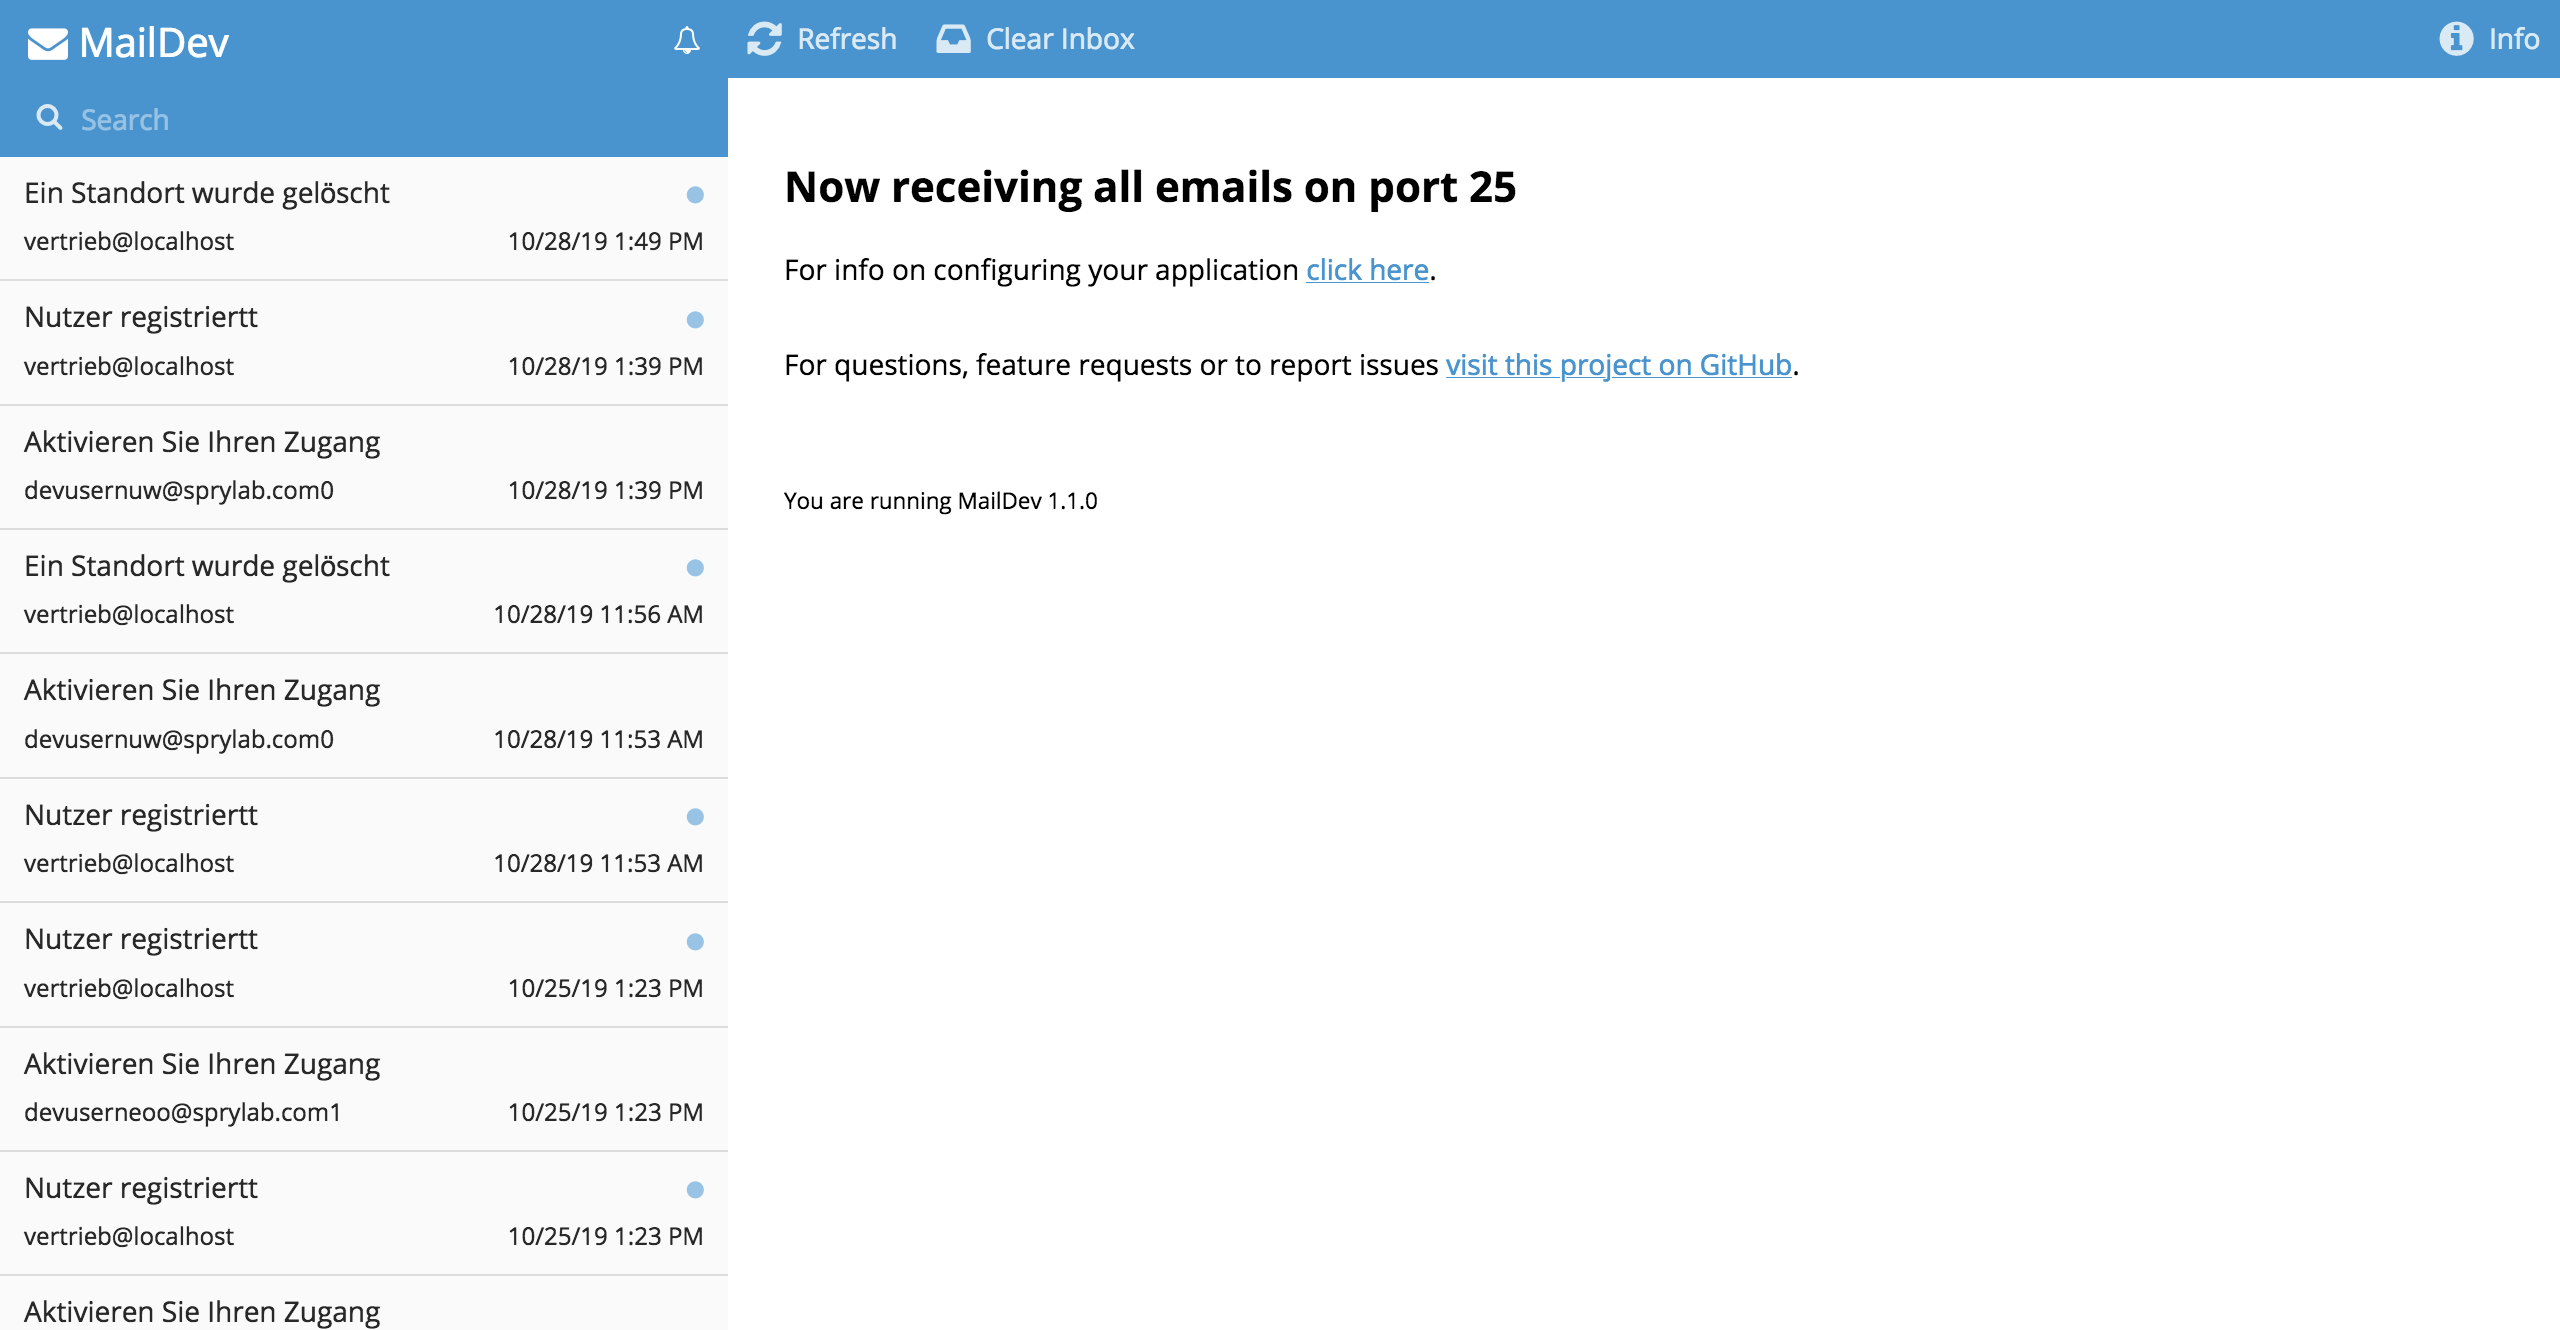 MailDev
Search
Ein Standort wurde gelöscht
vertrieb@localhost 10/28/19 1:49 PM
Nutzer registriertt
vertrieb@localhost 10/28/19 1:39 PM
Aktivieren Sie Ihren Zugang
devusernuw@sprylab.com0 10/28/19 1:39 PM
Ein Standort wurde gelöscht
vertrieb@localhost 10/28/19 11:56 AM
Aktivieren Sie Ihren Zugang
devusernuw@sprylab.com0 10/28/19 11:53 AM
Nutzer registriertt
vertrieb@localhost 10/28/19 11:53 AM
Nutzer registriertt
vertrieb@localhost 10/25/19 1:23 PM
Aktivieren Sie Ihren Zugang
devuserneoo@sprylab.com1 10/25/19 1:23 PM
Nutzer registriertt
vertrieb@localhost 10/25/19 1:23 PM
Aktivieren Sie Ihren Zugang
Refresh Clear Inbox Info
Now receiving all emails on port 25
For info on configuring your application click here.
For questions, feature requests or to report issues visit this project on GitHub.
You are running MailDev 1.1.0